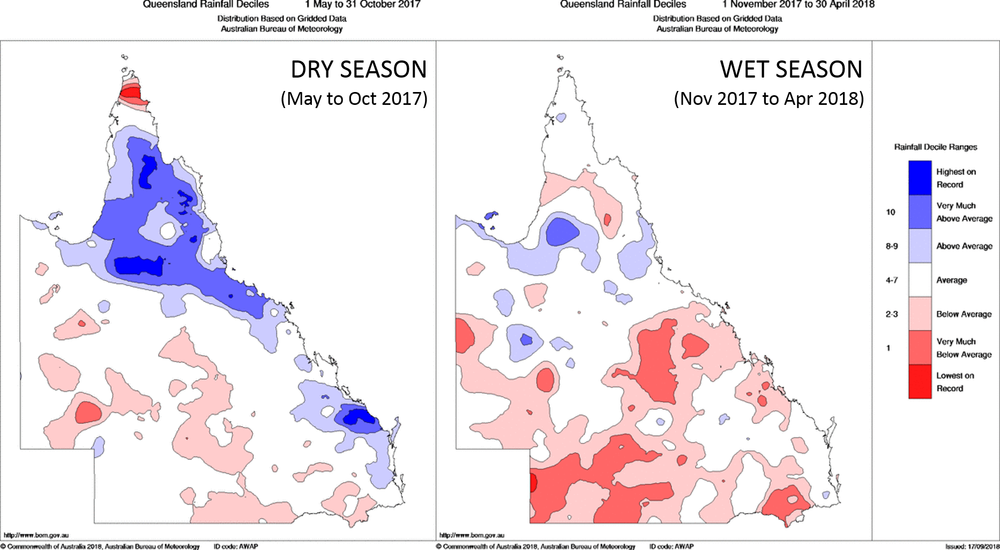 Queensland Rainfall Deciles 1 May to 31 October 2017
Distribution Based on Gridded Data
Australian Bureau of Meteorology
DRY SEASON
(May to Oct 2017)
http://www.bom.gov.au
© Commonwealth of Australia 2018, Australian Bureau of Meteorology ID code: AWAP
Queensland Rainfall Deciles 1 November 2017 to 30 April 2018
Distribution Based on Gridded Data
Australian Bureau of Meteorology
WET SEASON
(Nov 2017 to Apr 2018)
http://www.bom.gov.au
© Commonwealth of Australia 2018, Australian Bureau of Meteorology ID code: AWAP
Rainfall Decile Ranges
Highest on
Record
10 Very Much
Above Average
8-9 Above Average
4-7 Average
2-3 Below Average
1 Very Much
Below Average
Lowest on
Record
Issued: 17/09/2018